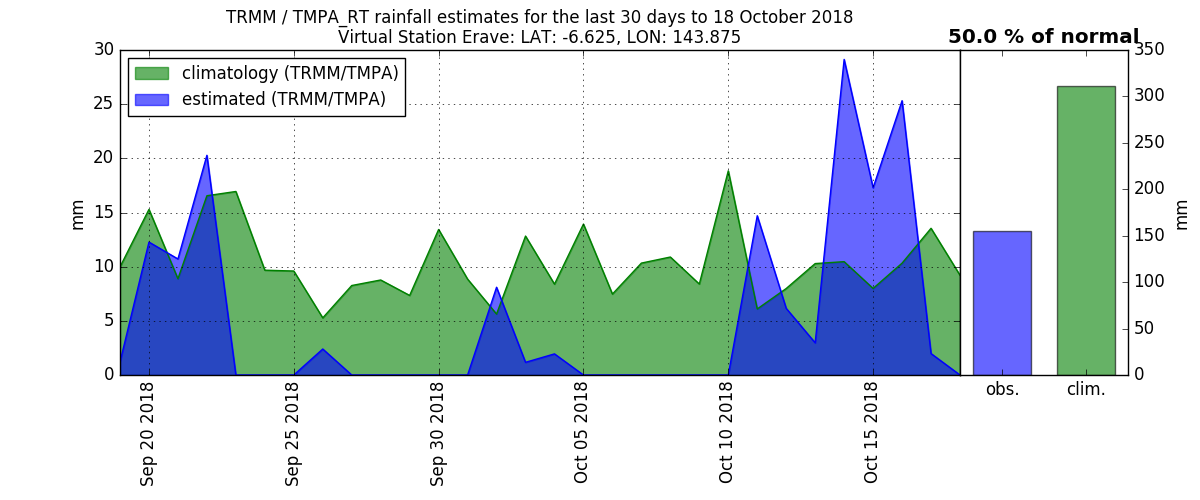 TRMM / TMPA_RT rainfall estimates for the last 30 days to 18 October 2018
Virtual Station Erave: LAT: -6.625, LON: 143.875
50.0 % of normal
climatology (TRMM/TMPA)
estimated (TRMM/TMPA)
30
25
20
15
10
5
0
mm
Sep 20 2018
Sep 25 2018
Sep 30 2018
Oct 05 2018
Oct 10 2018
Oct 15 2018
obs.
clim.
350
300
250
200
150
100
50
0
mm